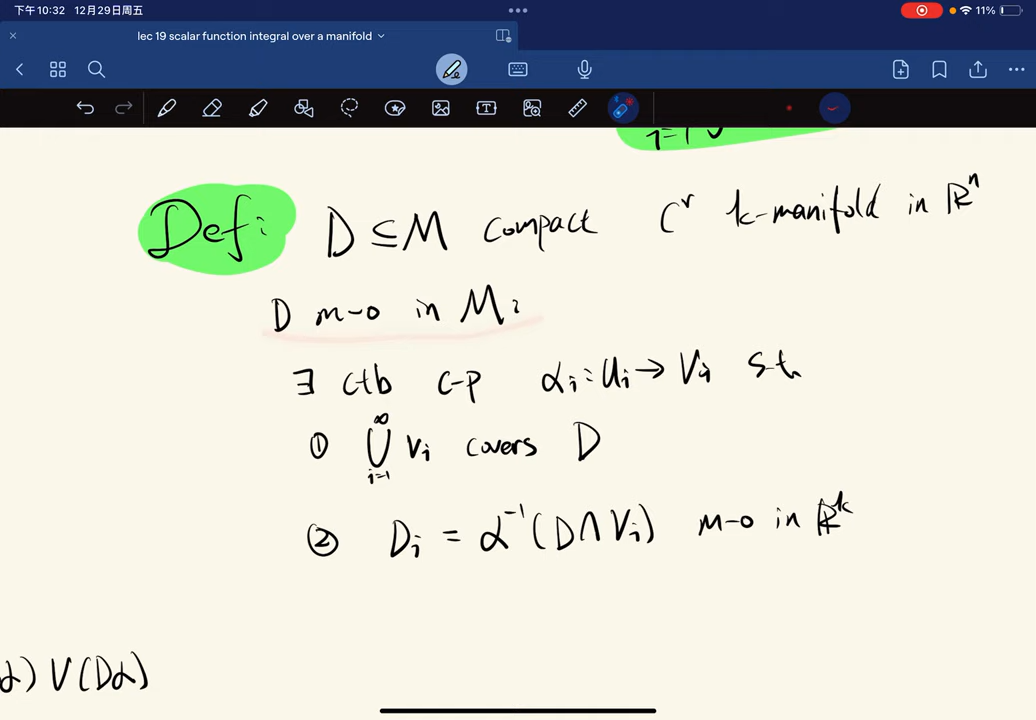 下午10:32 12月29日周五
11%
lec 19 scalar function integral over a manifold
i=1
Def: D ⊆ M compact C^r k-manifold in ℝ^n
D m-o in M:
∃ ctb c-p α_i : U_i → V_i s.t.
① ⋃_{i=1}^∞ V_i covers D
② D_i = α^{-1}(D ∩ V_i) m-o in ℝ^k
α) V(Dα)